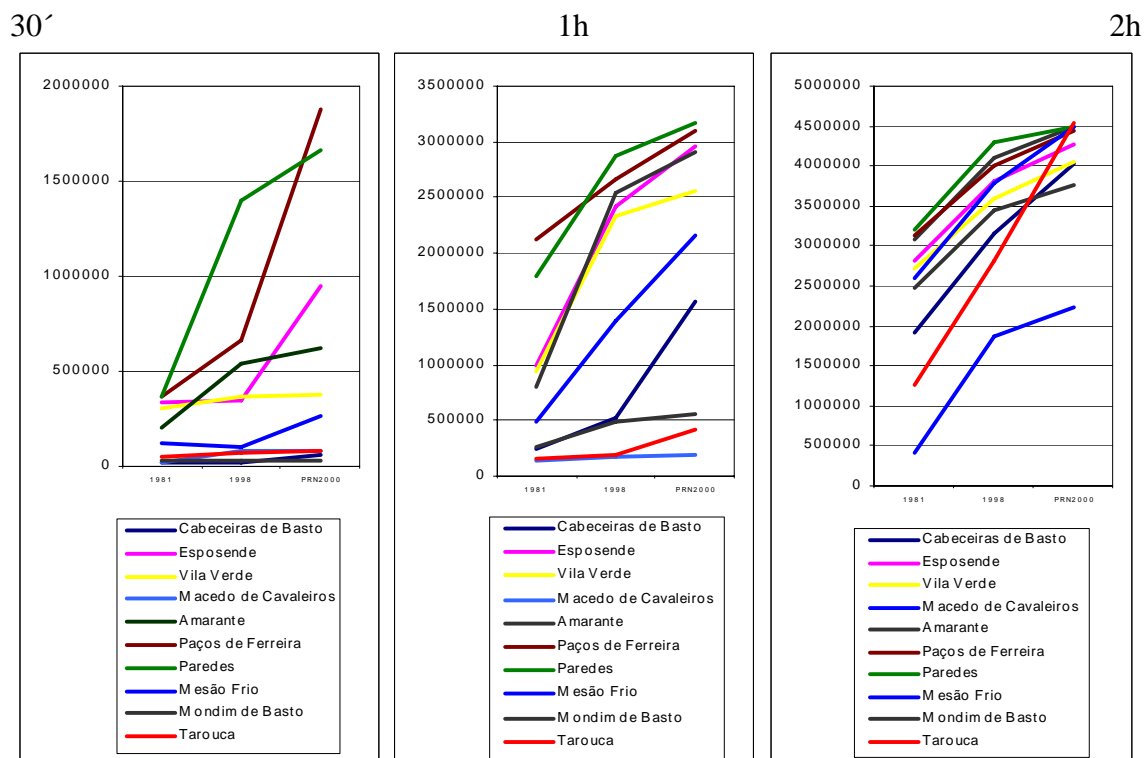 30´
1h
2h
2000000
1500000
1000000
500000
0
1981 1998 PRN2000
Cabeceiras de Basto
Esposende
Vila Verde
Macedo de Cavaleiros
Amarante
Paços de Ferreira
Paredes
Mesão Frio
Mondim de Basto
Tarouca
3500000
3000000
2500000
2000000
1500000
1000000
500000
0
1981 1998 PRN2000
Cabeceiras de Basto
Esposende
Vila Verde
Macedo de Cavaleiros
Amarante
Paços de Ferreira
Paredes
Mesão Frio
Mondim de Basto
Tarouca
5000000
4500000
4000000
3500000
3000000
2500000
2000000
1500000
1000000
500000
0
1981 1998 PRN2000
Cabeceiras de Basto
Esposende
Vila Verde
Macedo de Cavaleiros
Amarante
Paços de Ferreira
Paredes
Mesão Frio
Mondim de Basto
Tarouca